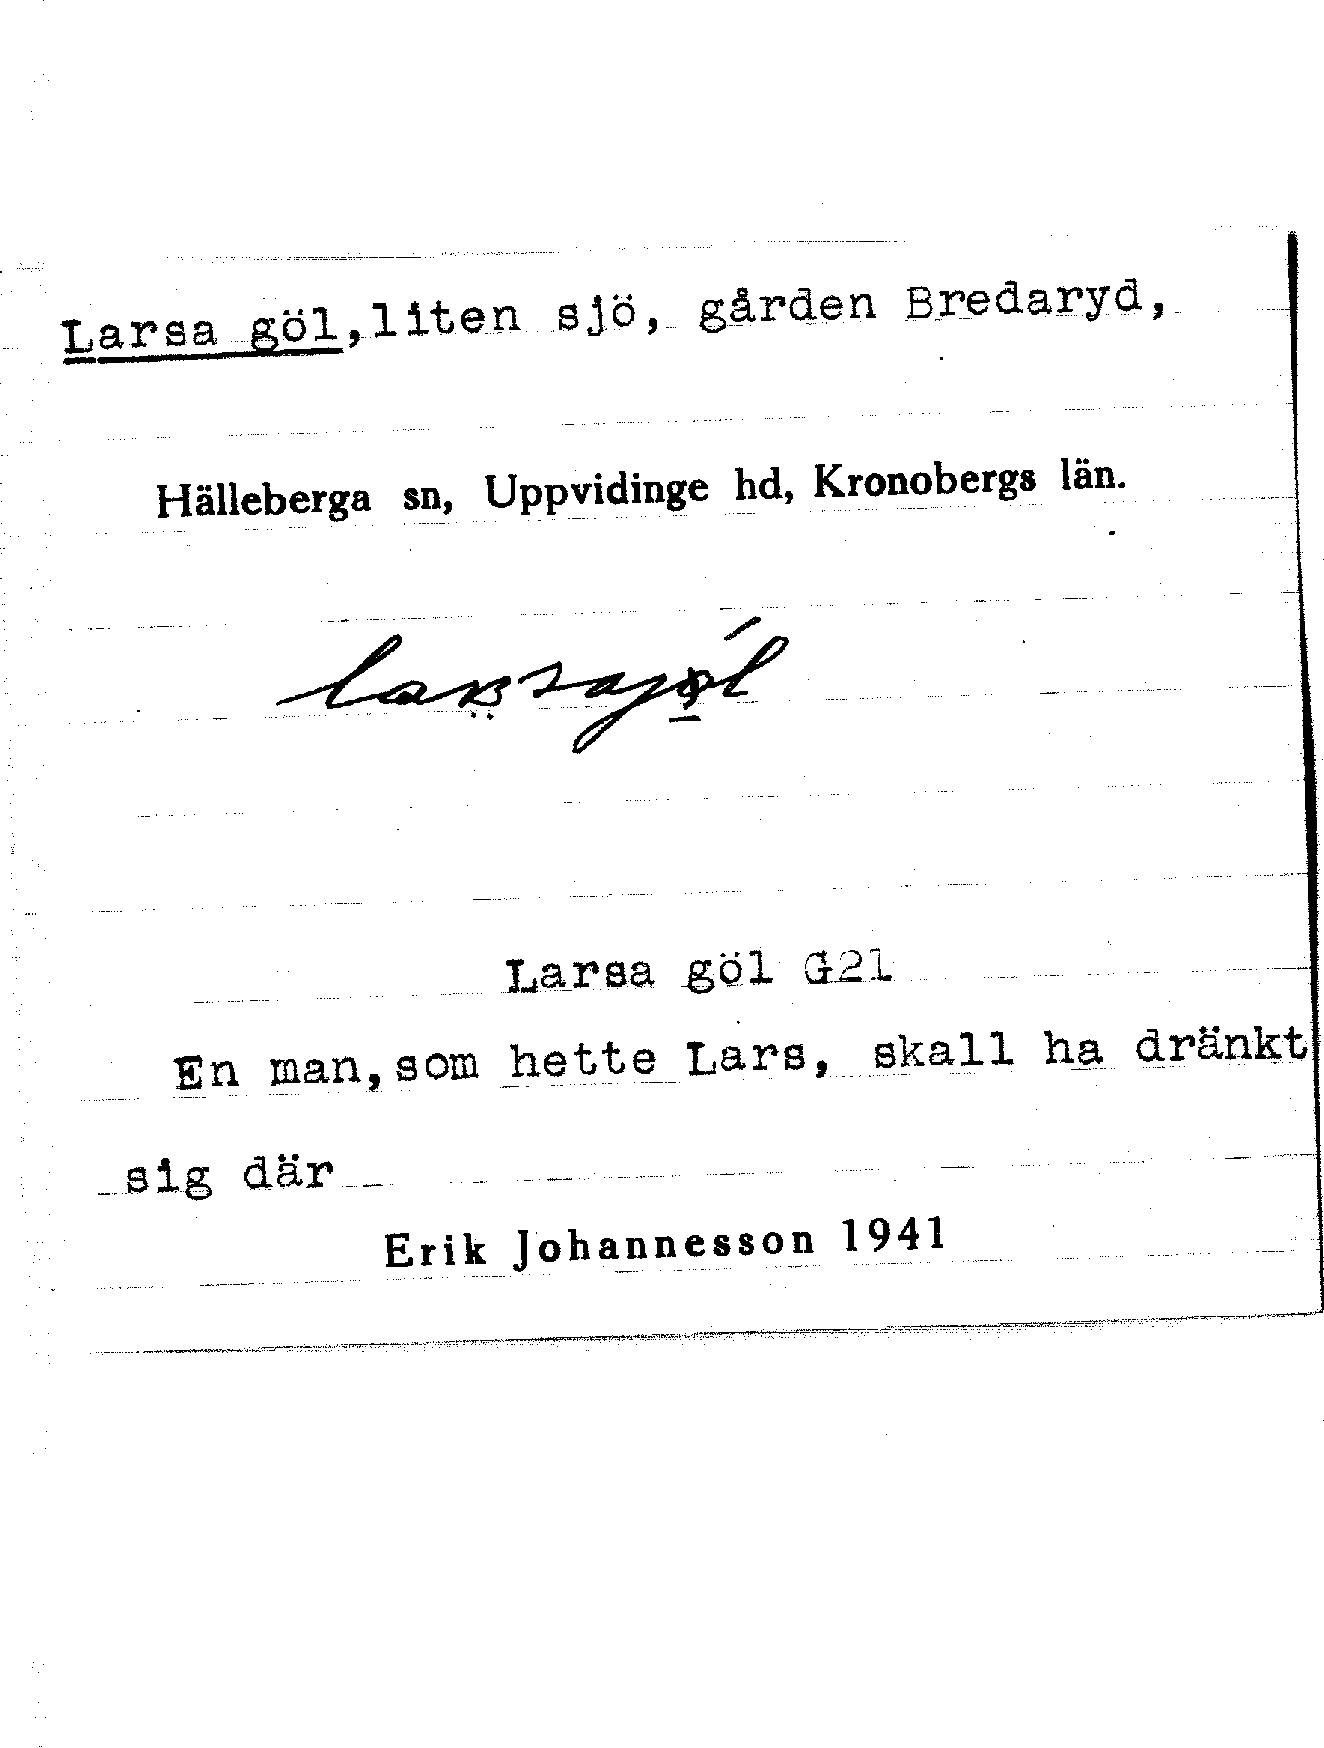 Larsa göl,liten sjö, gården Bredaryd,
Hälleberga sn, Uppvidinge hd, Kronobergs län.
Larsa göl G21
En man,som hette Lars, skall ha dränkt
sig där
Erik Johannesson 1941